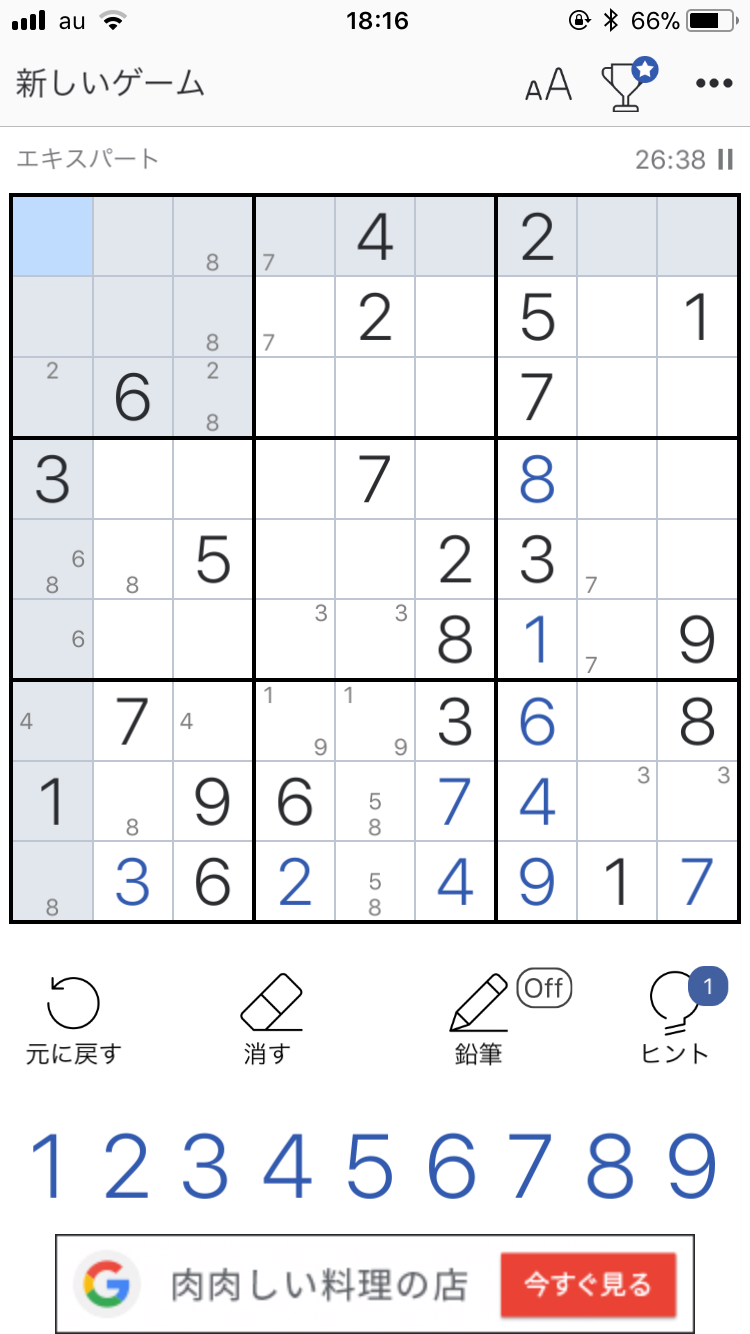 au 18:16 66%
新しいゲーム AA
エキスパート 26:38
8 7 4 2
8 7 2 5 1
2 6 2 8 7
3 7 8
6 8 8 5 2 3 7
6 3 3 8 1 7 9
4 7 4 1 9 1 9 3 6 8
1 8 9 6 5 8 7 4 3 3
8 3 6 2 5 8 4 9 1 7
Off 1
元に戻す 消す 鉛筆 ヒント
1 2 3 4 5 6 7 8 9
G 肉肉しい料理の店 今すぐ見る